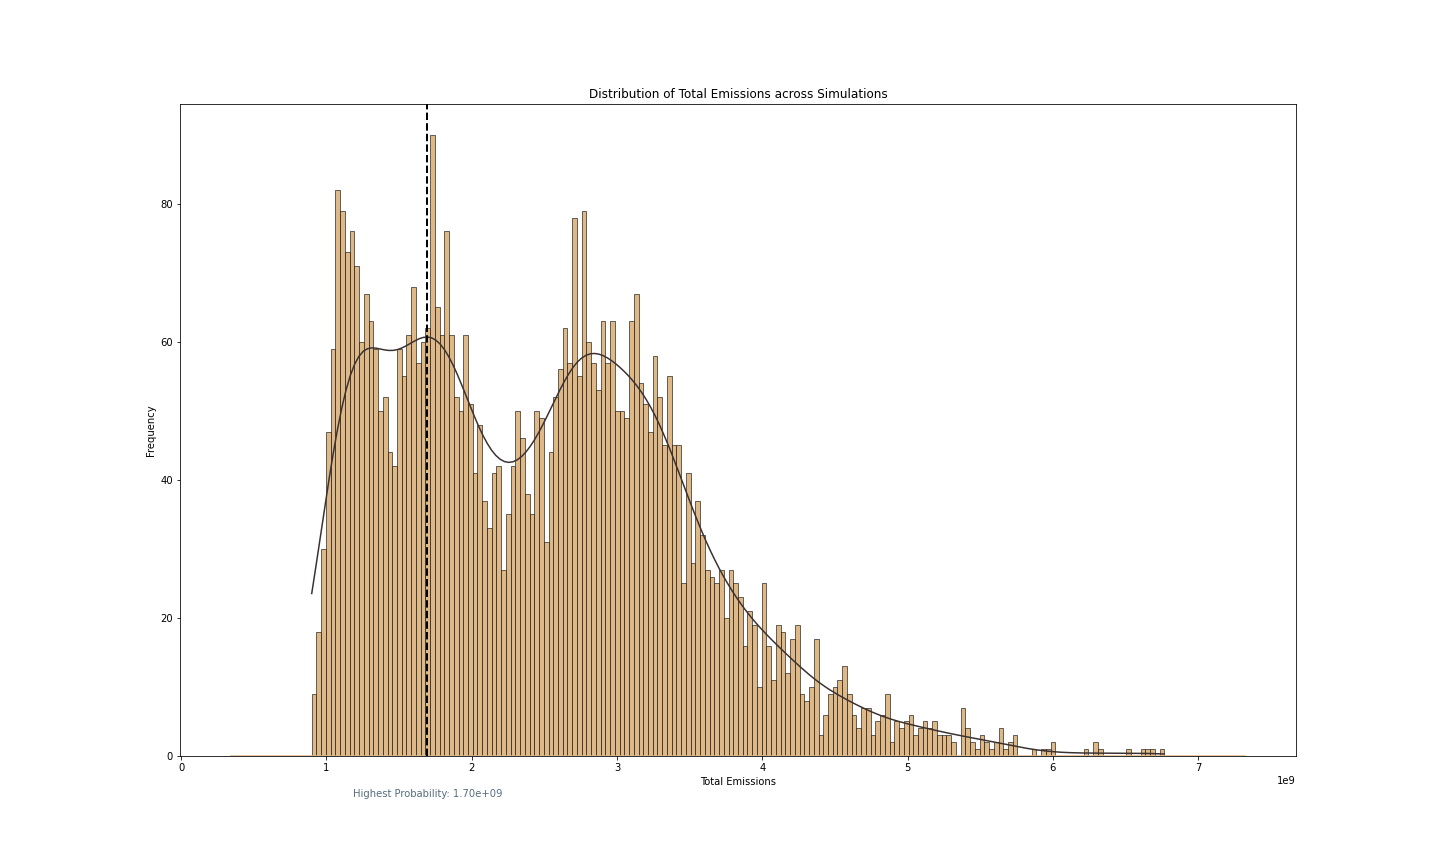 Distribution of Total Emissions across Simulations
80
60
40
20
0
Frequency
0 1 2 3 4 5 6 7
1e9
Total Emissions
Highest Probability: 1.70e+09